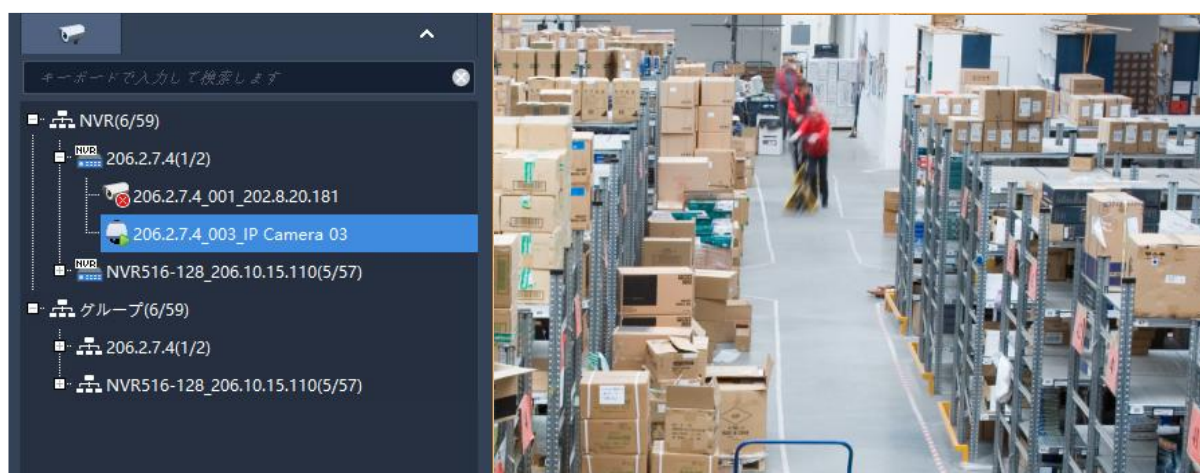 キーボードで入力して検索します
NVR(6/59)
NVR
206.2.7.4(1/2)
206.2.7.4_001_202.8.20.181
206.2.7.4_003_IP Camera 03
NVR
NVR516-128_206.10.15.110(5/57)
グループ(6/59)
206.2.7.4(1/2)
NVR516-128_206.10.15.110(5/57)